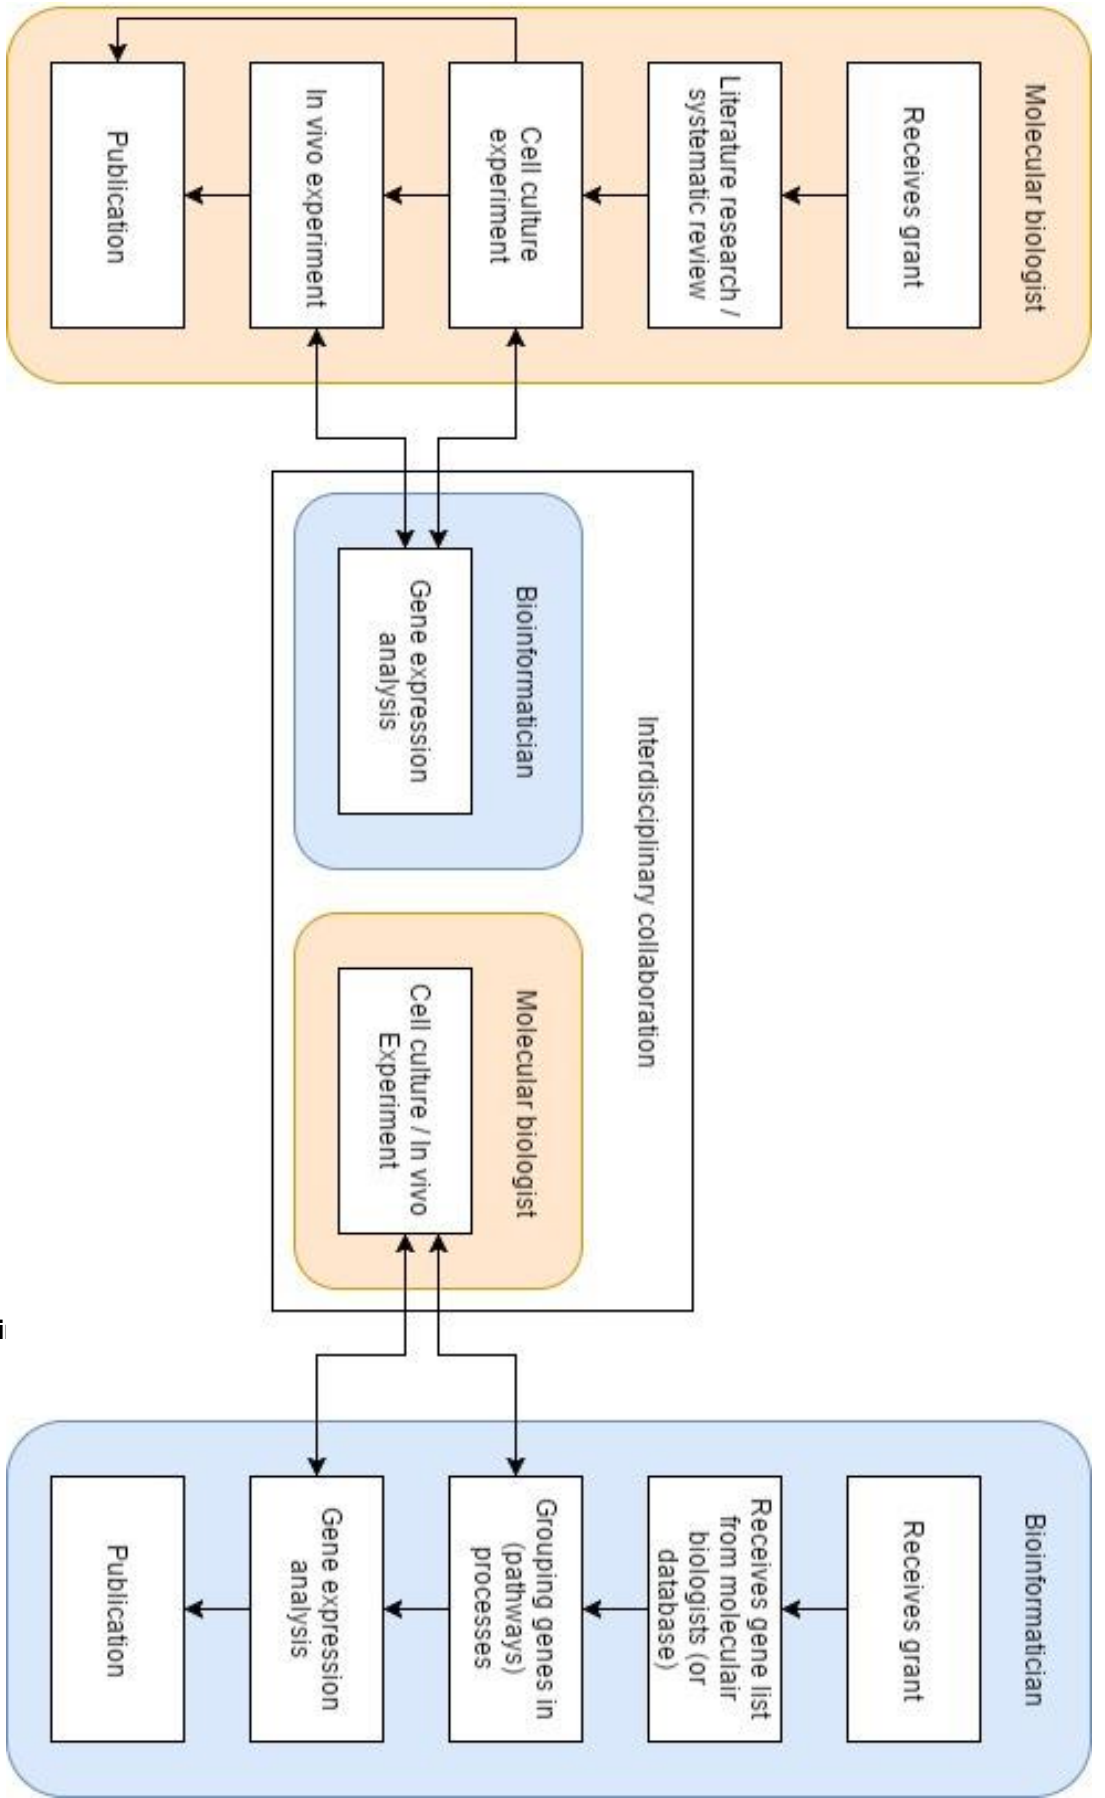 Molecular biologist
Receives grant
Literature research /
systematic review
Cell culture
experiment
In vivo experiment
Publication
Interdisciplinary collaboration
Bioinformatician
Gene expression
analysis
Molecular biologist
Cell culture / In vivo
Experiment
Bioinformatician
Receives grant
Receives gene list
from moleculair
biologists (or
database)
Grouping genes in
(pathways)
processes
Gene expression
analysis
Publication